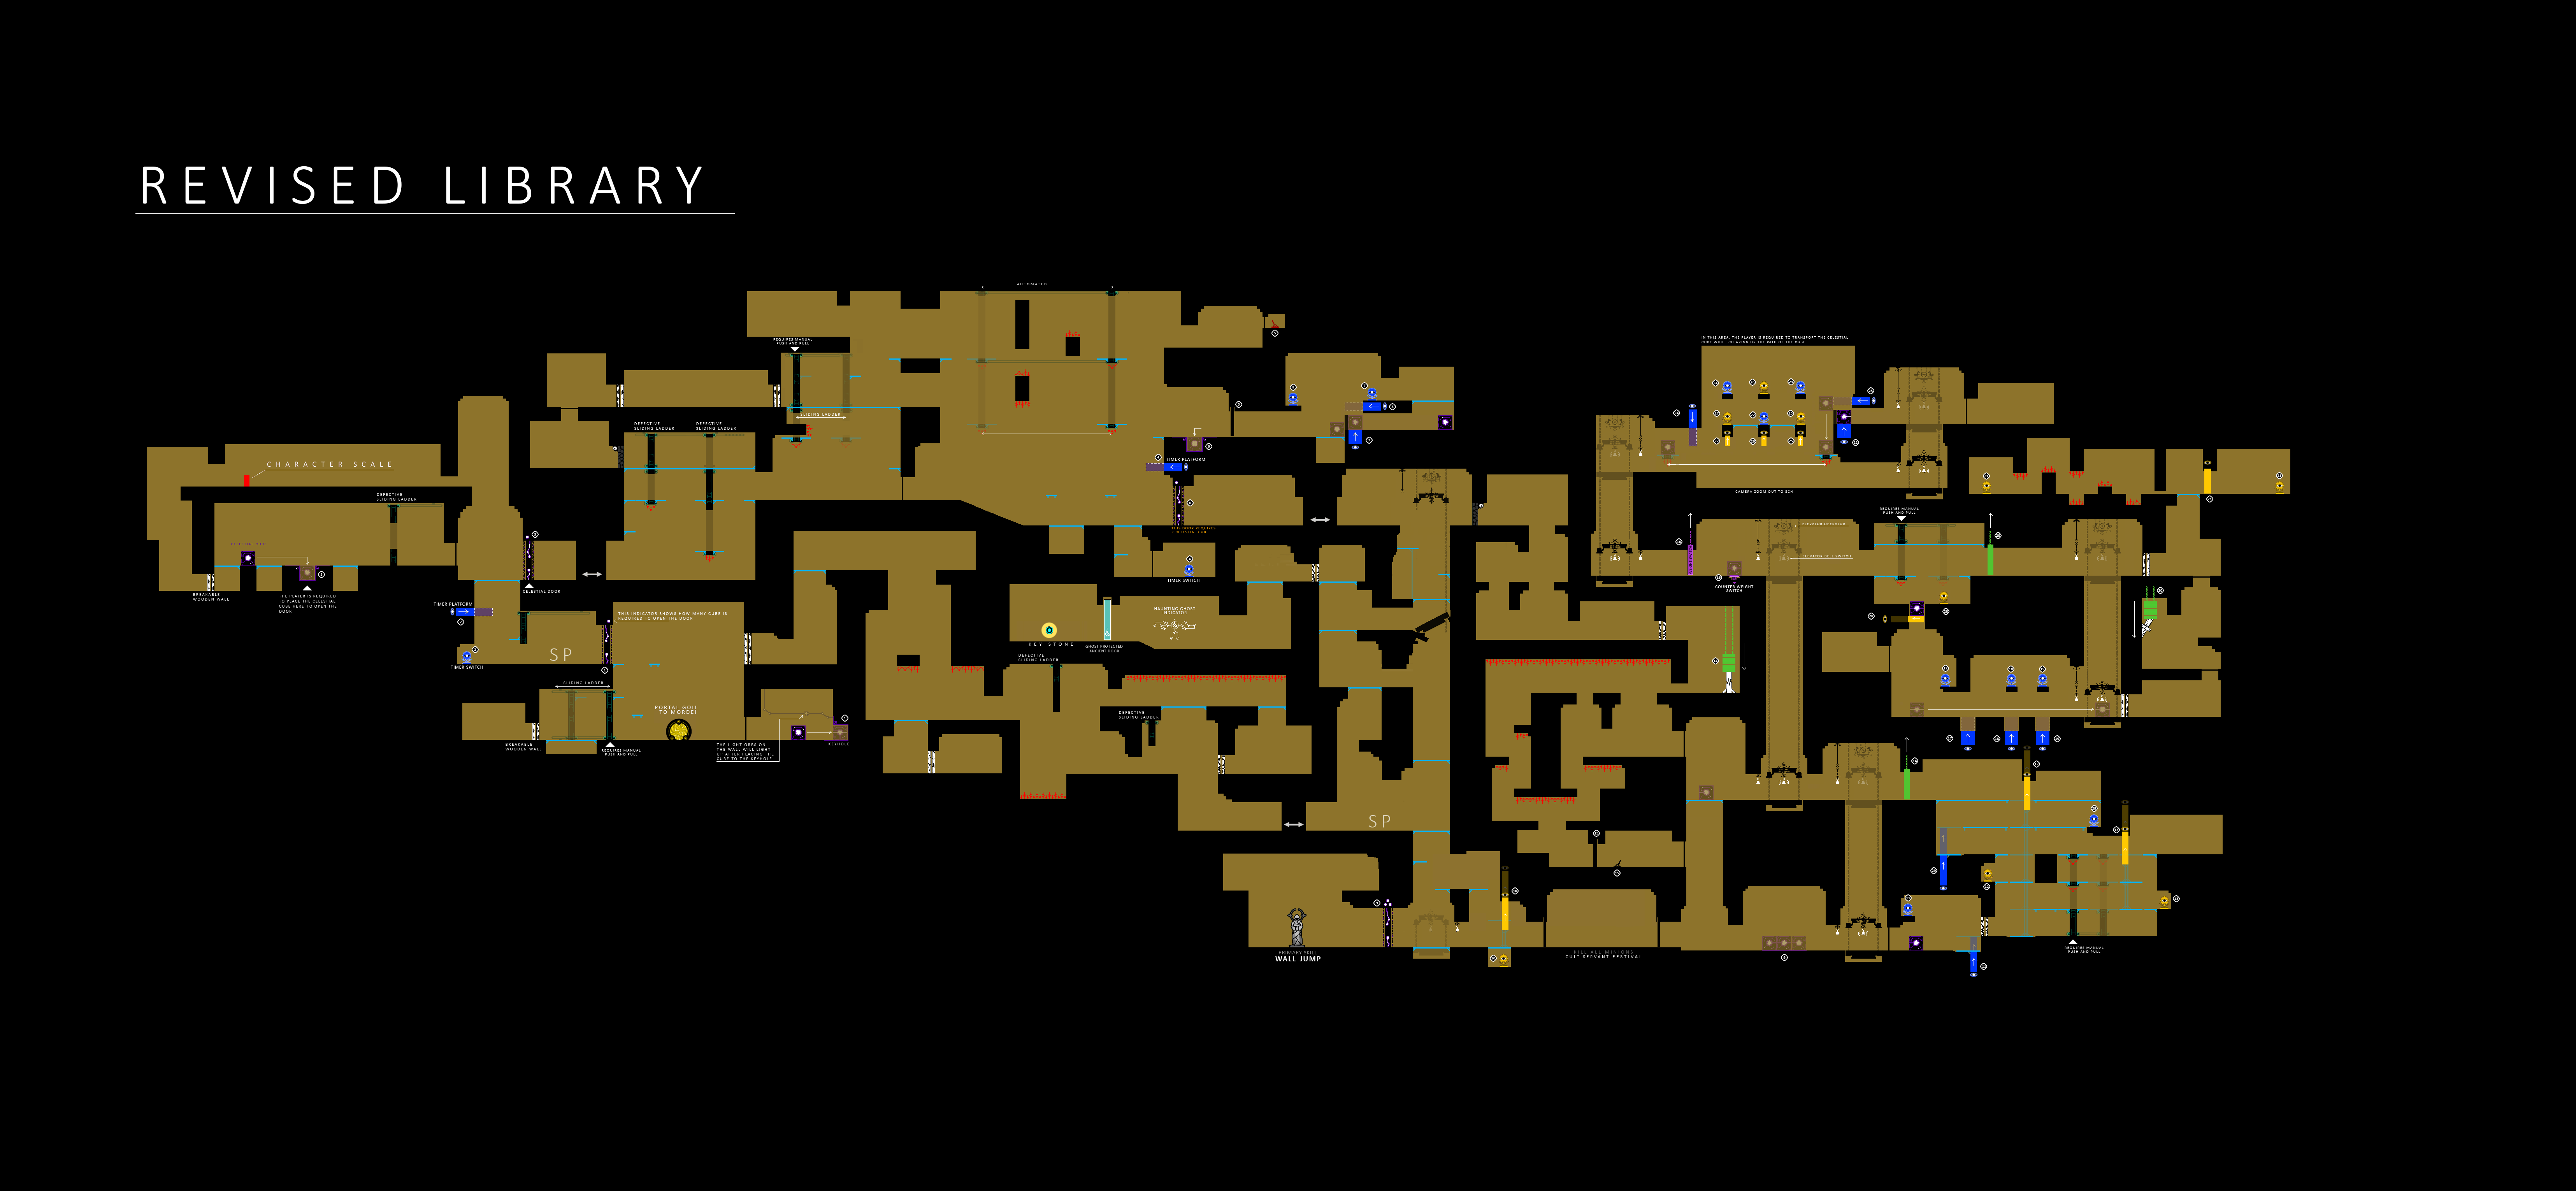 REVISED LIBRARY
AUTOMATED
REQUIRES MANUAL
PUSH AND PULL
SLIDING LADDER
DEFECTIVE
SLIDING LADDER
DEFECTIVE
SLIDING LADDER
CHARACTER SCALE
DEFECTIVE
SLIDING LADDER
CELESTIAL CUBE
BREAKABLE
WOODEN WALL
THE PLAYER IS REQUIRED
TO PLACE THE CELESTIAL
CUBE HERE TO OPEN THE
DOOR
CELESTIAL DOOR
TIMER PLATFORM
TIMER SWITCH
SP
THIS INDICATOR SHOWS HOW MANY CUBE IS
REQUIRED TO OPEN THE DOOR
SLIDING LADDER
BREAKABLE
WOODEN WALL
REQUIRES MANUAL
PUSH AND PULL
THE LIGHT ORBS ON
THE WALL WILL LIGHT
UP AFTER PLACING THE
CUBE TO THE KEYHOLE
KEYHOLE
TIMER PLATFORM
THIS DOOR REQUIRES
2 CELESTIAL CUBE
TIMER SWITCH
HAUNTING GHOST
INDICATOR
KEY STONE
GHOST PROTECTED
ANCIENT DOOR
DEFECTIVE
SLIDING LADDER
DEFECTIVE
SLIDING LADDER
SP
PRIMARY SKILL
WALL JUMP
KILL ALL MINIONS
CULT SERVANT FESTIVAL
IN THIS AREA, THE PLAYER IS REQUIRED TO TRANSPORT THE CELESTIAL
CUBE WHILE CLEARING UP THE PATH OF THE CUBE
CAMERA ZOOM OUT TO
REQUIRES MANUAL
PUSH AND PULL
ELEVATOR OPERATOR
ELEVATOR BELL SWITCH
COUNTER WEIGHT
SWITCH
REQUIRES MANUAL
PUSH AND PULL